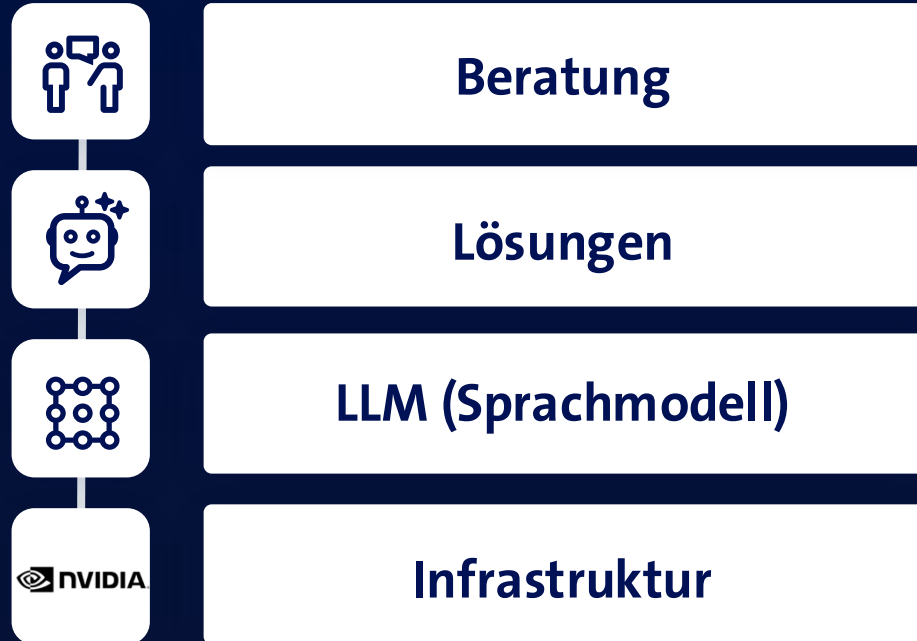 Beratung
Lösungen
LLM (Sprachmodell)
NVIDIA.
Infrastruktur